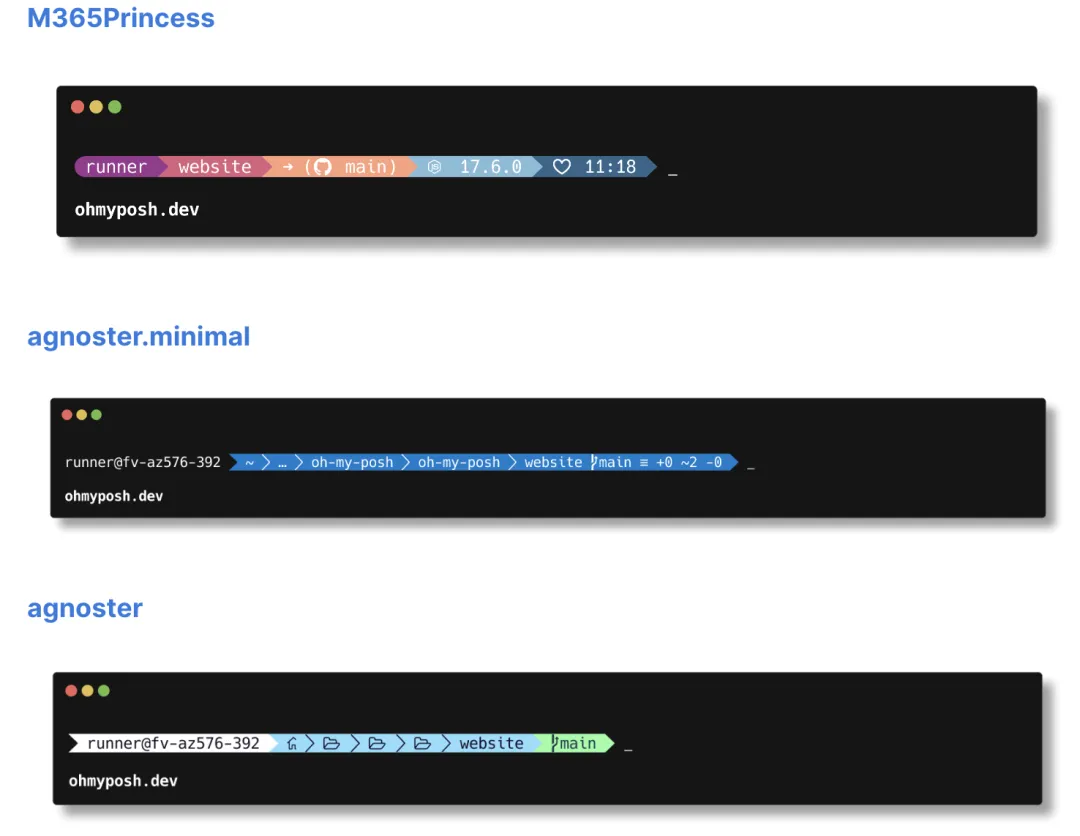 M365Princess
runner website → ( main) 17.6.0 ♡ 11:18 _
ohmyposh.dev
agnoster.minimal
runner@fv-az576-392 ~ … oh-my-posh oh-my-posh website main ≡ +0 ~2 -0 _
ohmyposh.dev
agnoster
runner@fv-az576-392 website main _
ohmyposh.dev